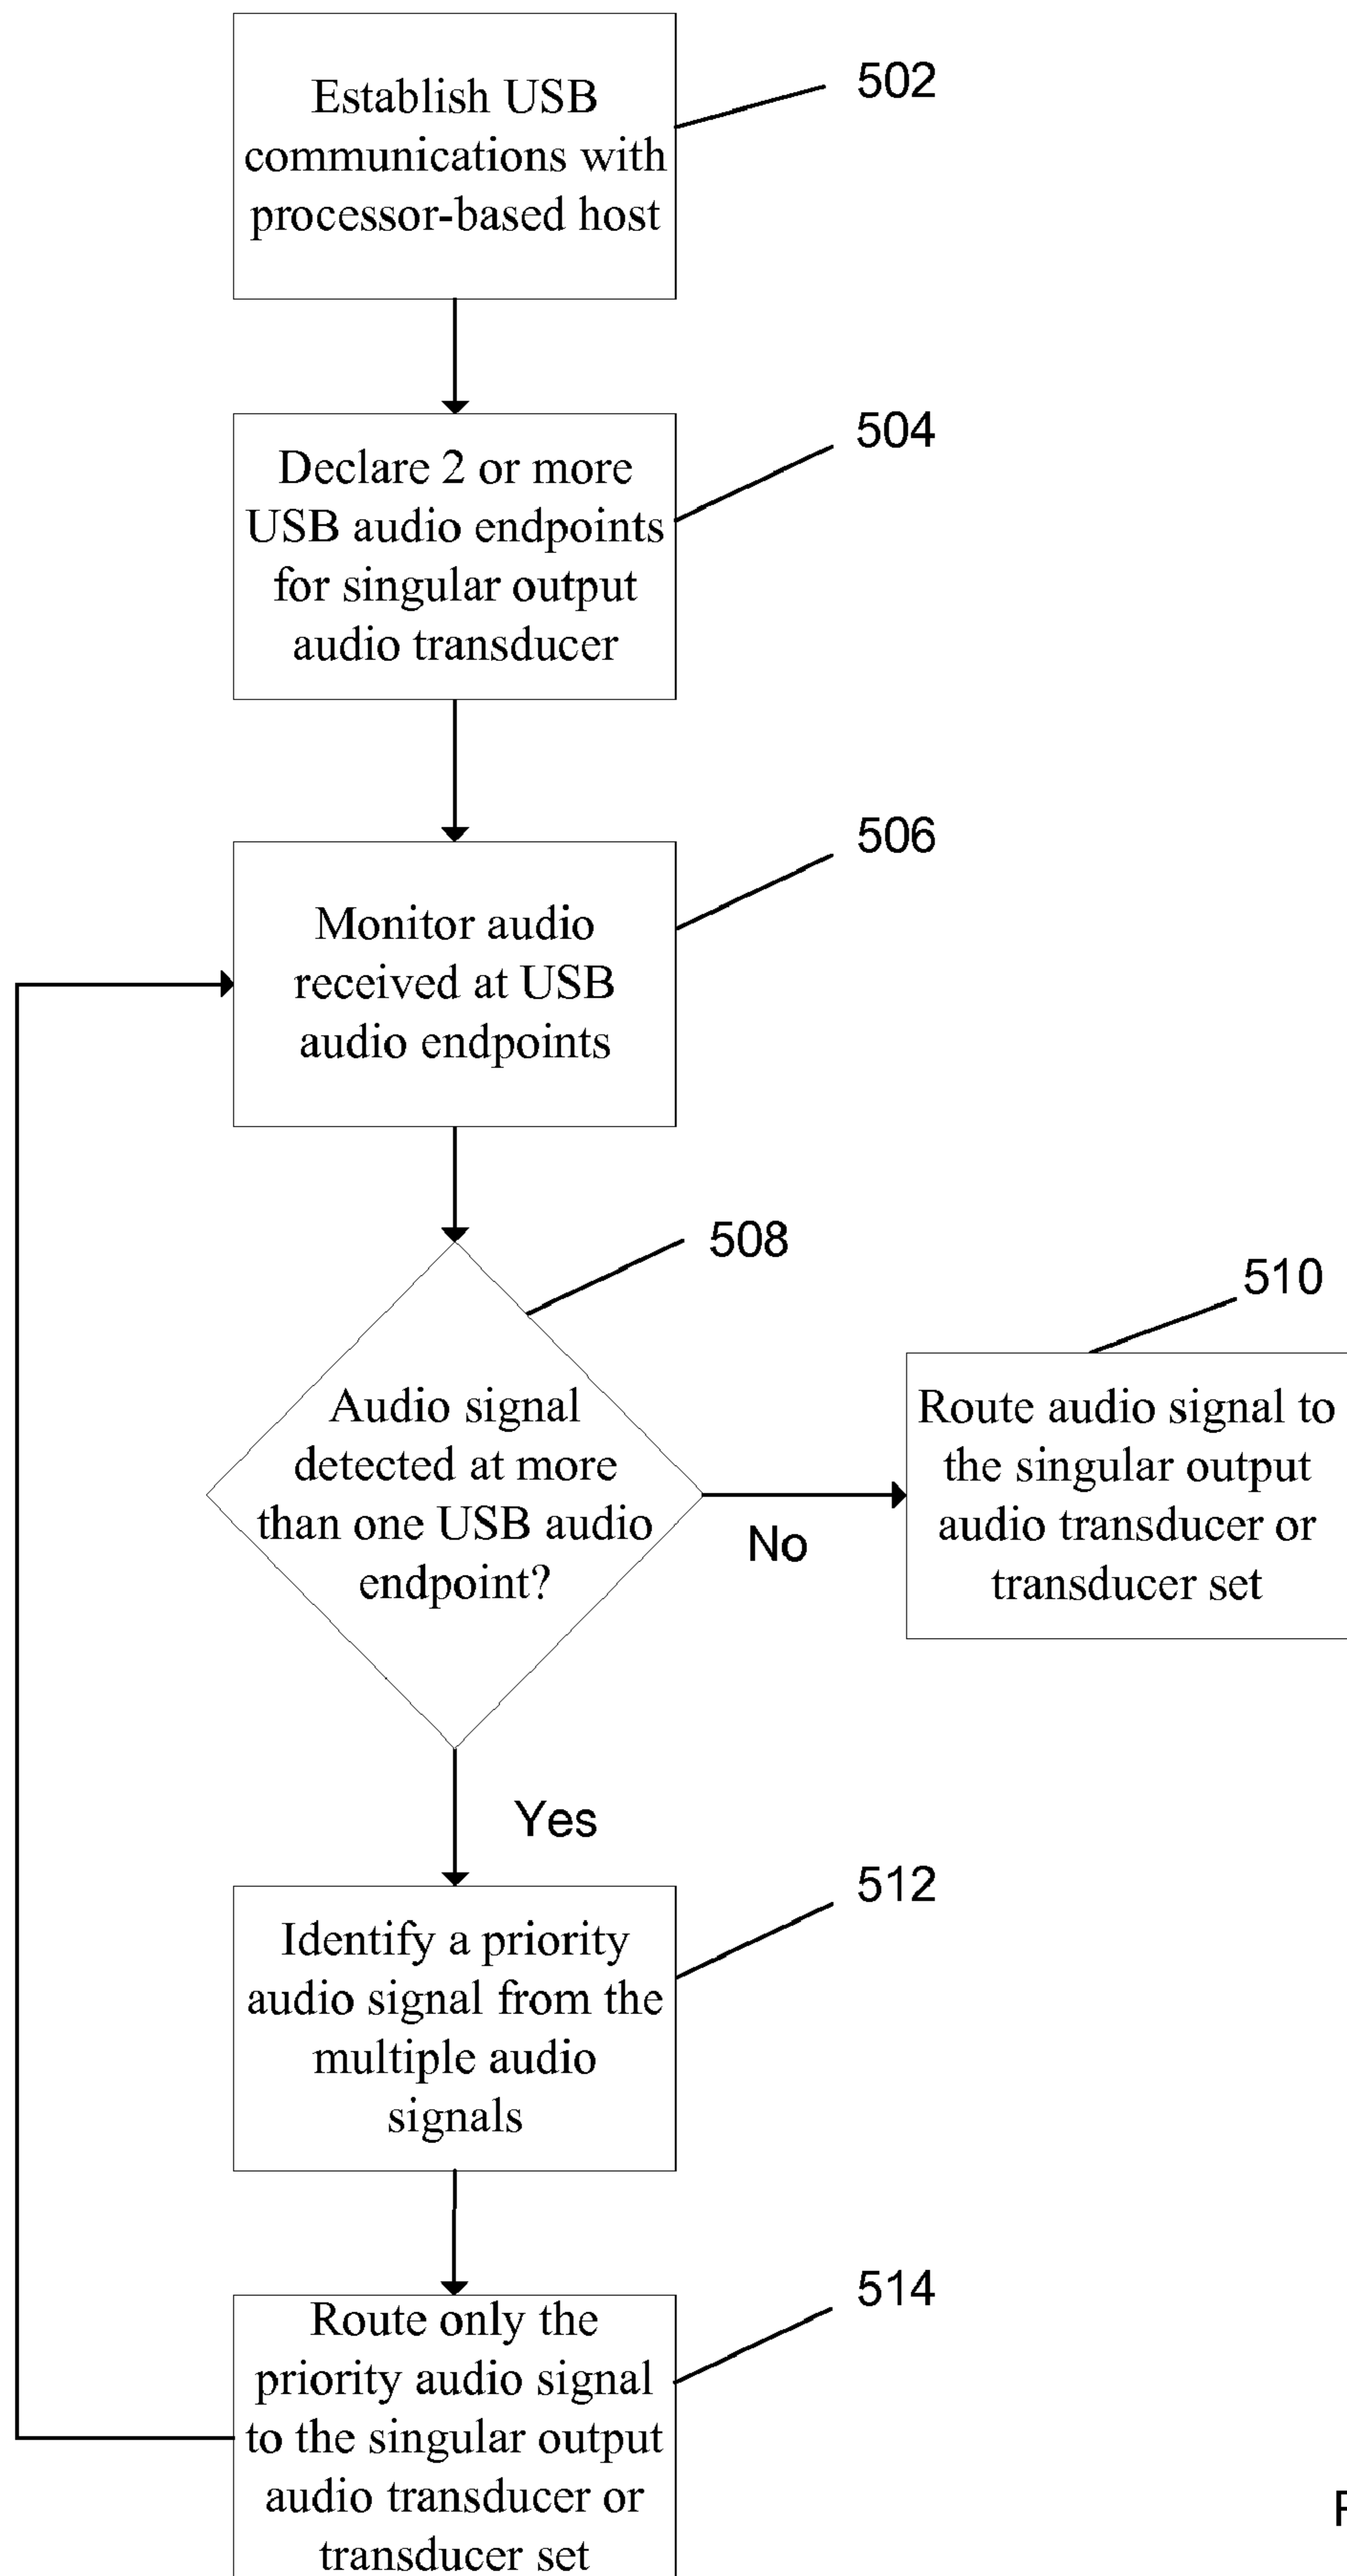 Establish USB
communications with
processor-based host
502
Declare 2 or more
USB audio endpoints
for singular output
audio transducer
504
Monitor audio
received at USB
audio endpoints
506
508
Audio signal
detected at more
than one USB audio
endpoint?
No
510
Route audio signal to
the singular output
audio transducer or
transducer set
Yes
512
Identify a priority
audio signal from the
multiple audio
signals
514
Route only the
priority audio signal
to the singular output
audio transducer or
transducer set